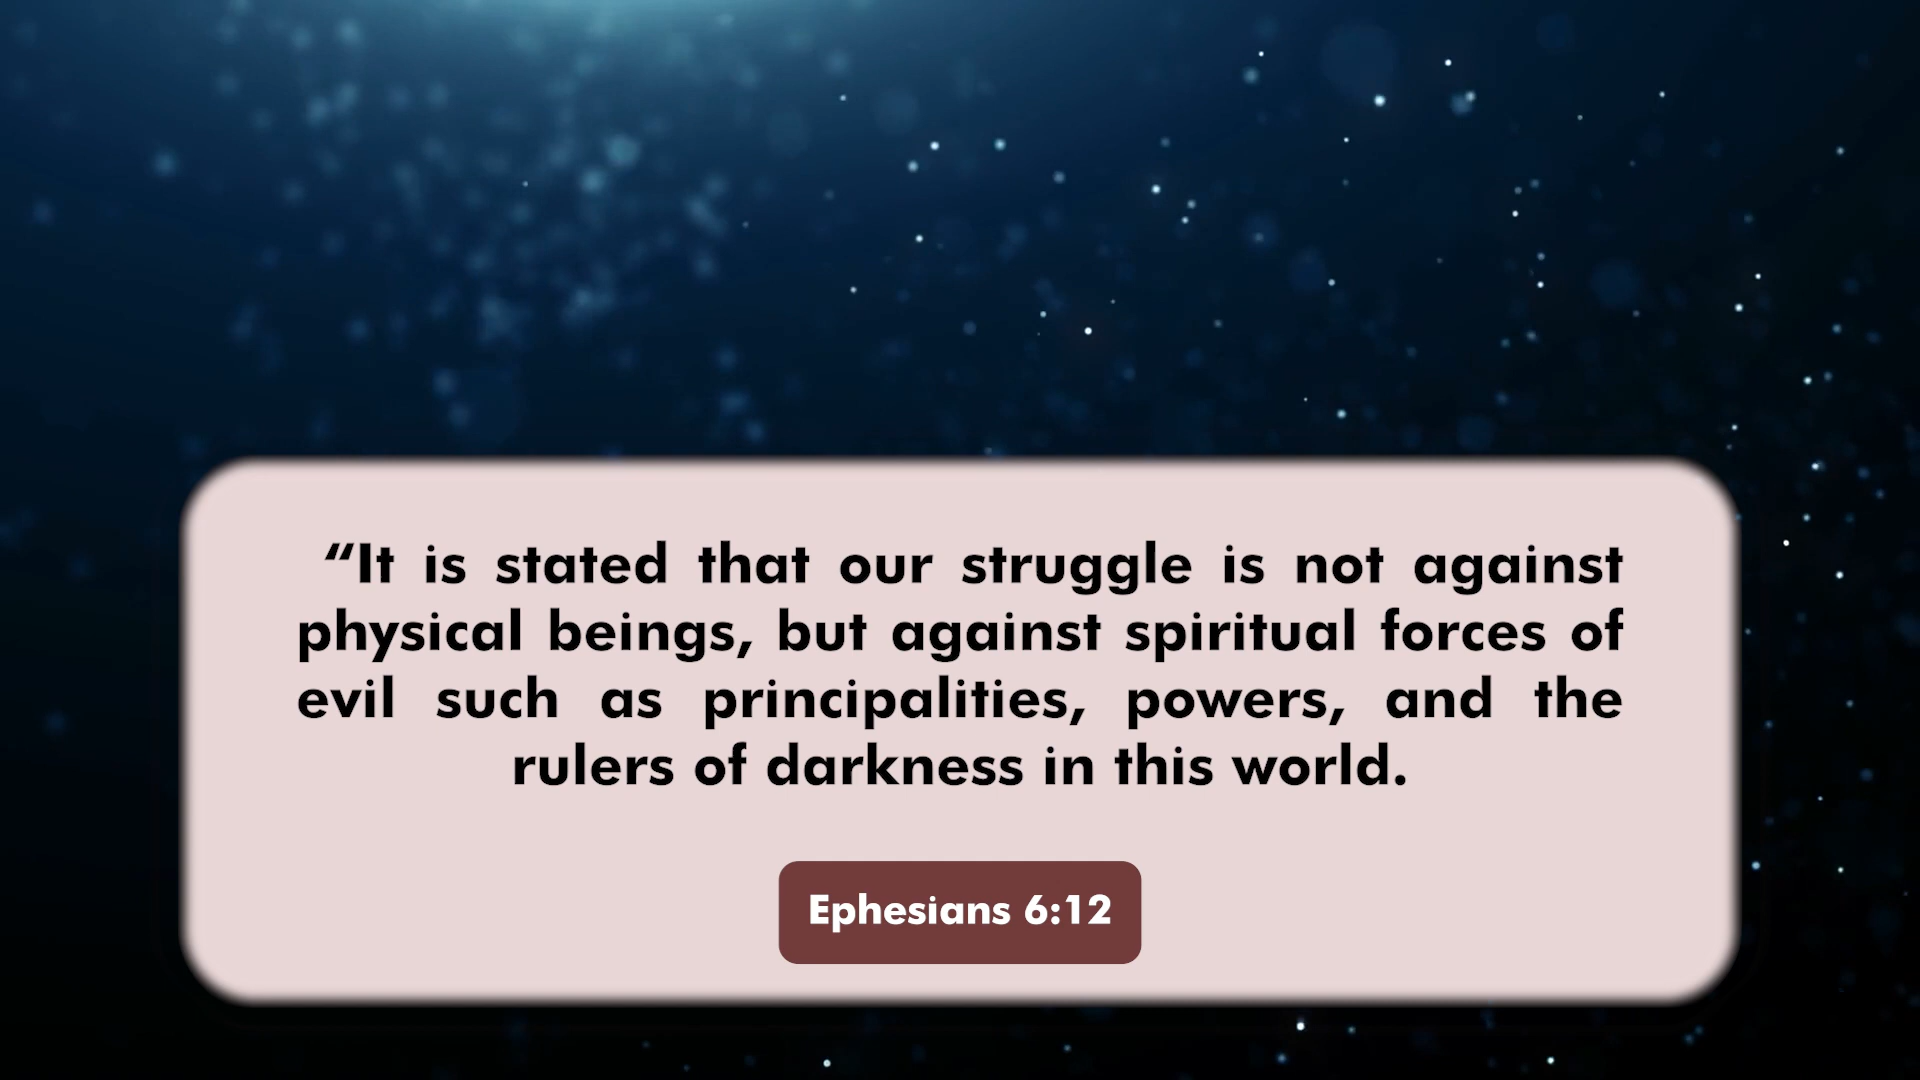 “It is stated that our struggle is not against
physical beings, but against spiritual forces of
evil such as principalities, powers, and the
rulers of darkness in this world.
Ephesians 6:12